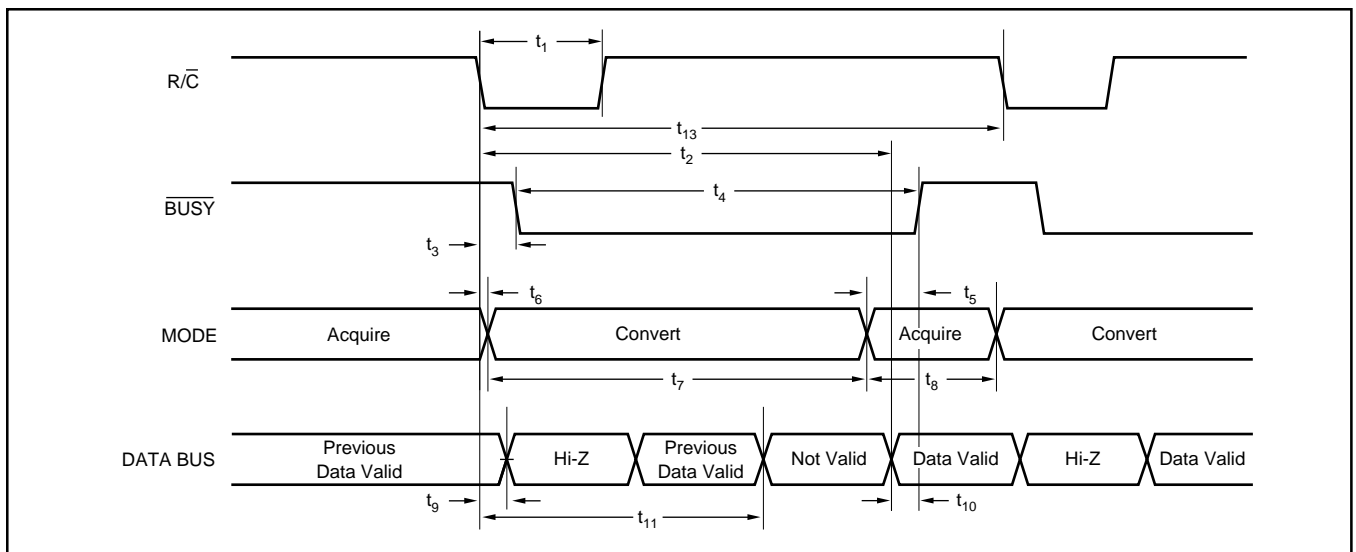 t₁
R/C̅
t₁₃
t₂
t₄
B̅U̅S̅Y̅
t₃
t₆
t₅
MODE
Acquire
Convert
Acquire
Convert
t₇
t₈
DATA BUS
Previous
Data Valid
Hi-Z
Previous
Data Valid
Not Valid
Data Valid
Hi-Z
Data Valid
t₉
t₁₁
t₁₀